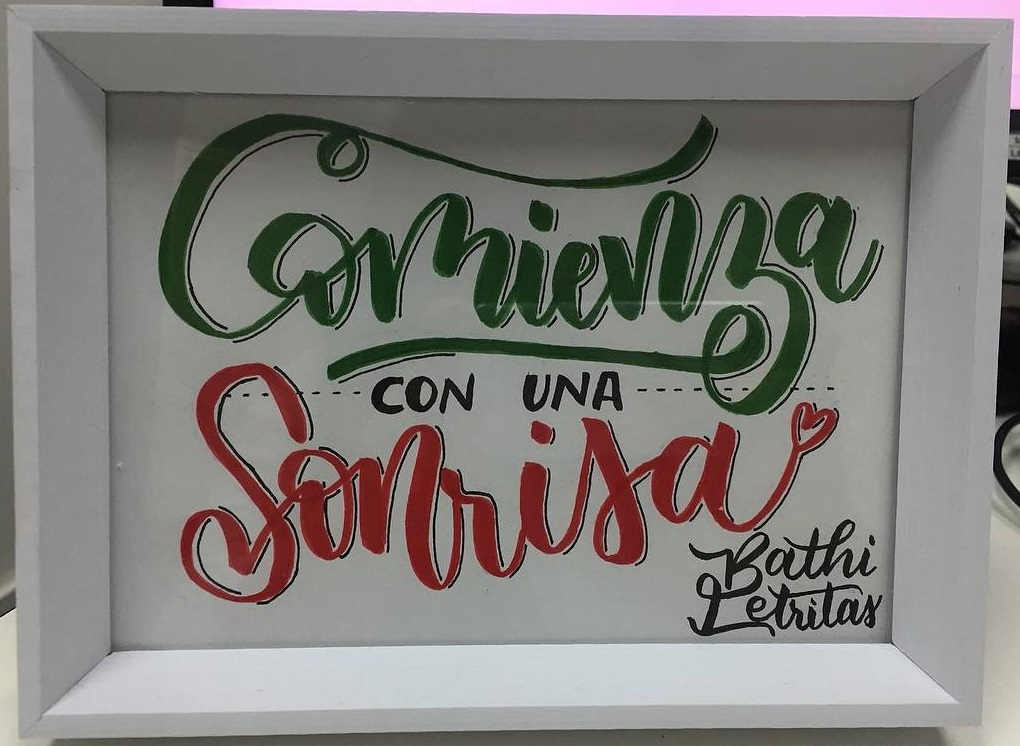 Comienza
CON UNA
Sonrisa
Bathi
Letritas